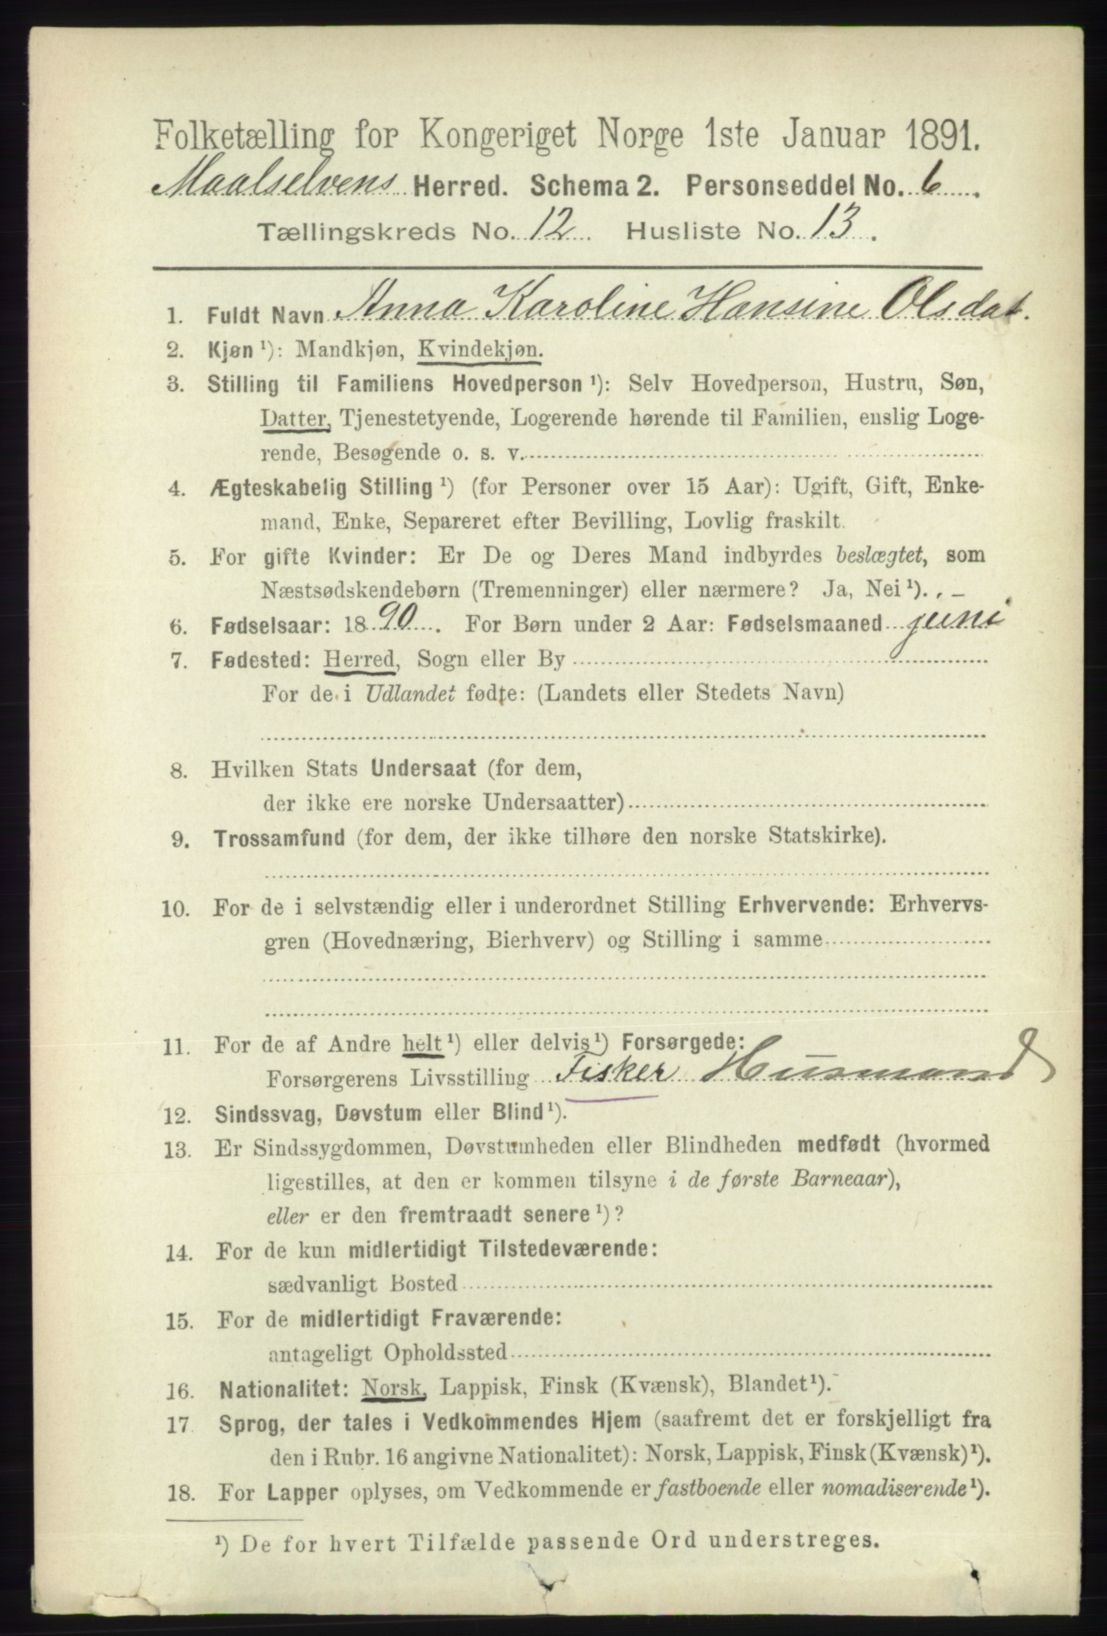 Folketælling for Kongeriget Norge 1ste Januar 1891.
Maalselvens Herred. Schema 2. Personseddel No. 6.
Tællingskreds No. 12. Husliste No. 13.
1. Fuldt Navn Anna Karoline Hansine Olsdat.
2. Kjøn ¹): Mandkjøn, Kvindekjøn.
3. Stilling til Familiens Hovedperson ¹): Selv Hovedperson, Hustru, Søn,
Datter, Tjenestetyende, Logerende hørende til Familien, enslig Loge-
rende, Besøgende o. s. v.
4. Ægteskabelig Stilling ¹) (for Personer over 15 Aar): Ugift, Gift, Enke-
mand, Enke, Separeret efter Bevilling, Lovlig fraskilt.
5. For gifte Kvinder: Er De og Deres Mand indbyrdes beslægtet, som
Næstsødskendebørn (Tremenninger) eller nærmere? Ja, Nei ¹). . –
6. Fødselsaar: 1890. For Børn under 2 Aar: Fødselsmaaned juni
7. Fødested: Herred, Sogn eller By
For de i Udlandet fødte: (Landets eller Stedets Navn)
8. Hvilken Stats Undersaat (for dem,
der ikke ere norske Undersaatter)
9. Trossamfund (for dem, der ikke tilhøre den norske Statskirke).
10. For de i selvstændig eller i underordnet Stilling Erhvervende: Erhvervs-
gren (Hovednæring, Bierhverv) og Stilling i samme
11. For de af Andre helt ¹) eller delvis ¹) Forsørgede:
Forsørgerens Livsstilling Fisker Husmand
12. Sindssvag, Døvstum eller Blind ¹).
13. Er Sindssygdommen, Døvstumheden eller Blindheden medfødt (hvormed
ligestilles, at den er kommen tilsyne i de første Barneaar),
eller er den fremtraadt senere ¹)?
14. For de kun midlertidigt Tilstedeværende:
sædvanligt Bosted
15. For de midlertidigt Fraværende:
antageligt Opholdssted
16. Nationalitet: Norsk, Lappisk, Finsk (Kvænsk), Blandet ¹).
17 Sprog, der tales i Vedkommendes Hjem (saafremt det er forskjelligt fra
den i Rubr. 16 angivne Nationalitet): Norsk, Lappisk, Finsk (Kvænsk) ¹).
18. For Lapper oplyses, om Vedkommende er fastboende eller nomadiserende ¹).
¹) De for hvert Tilfælde passende Ord understreges.